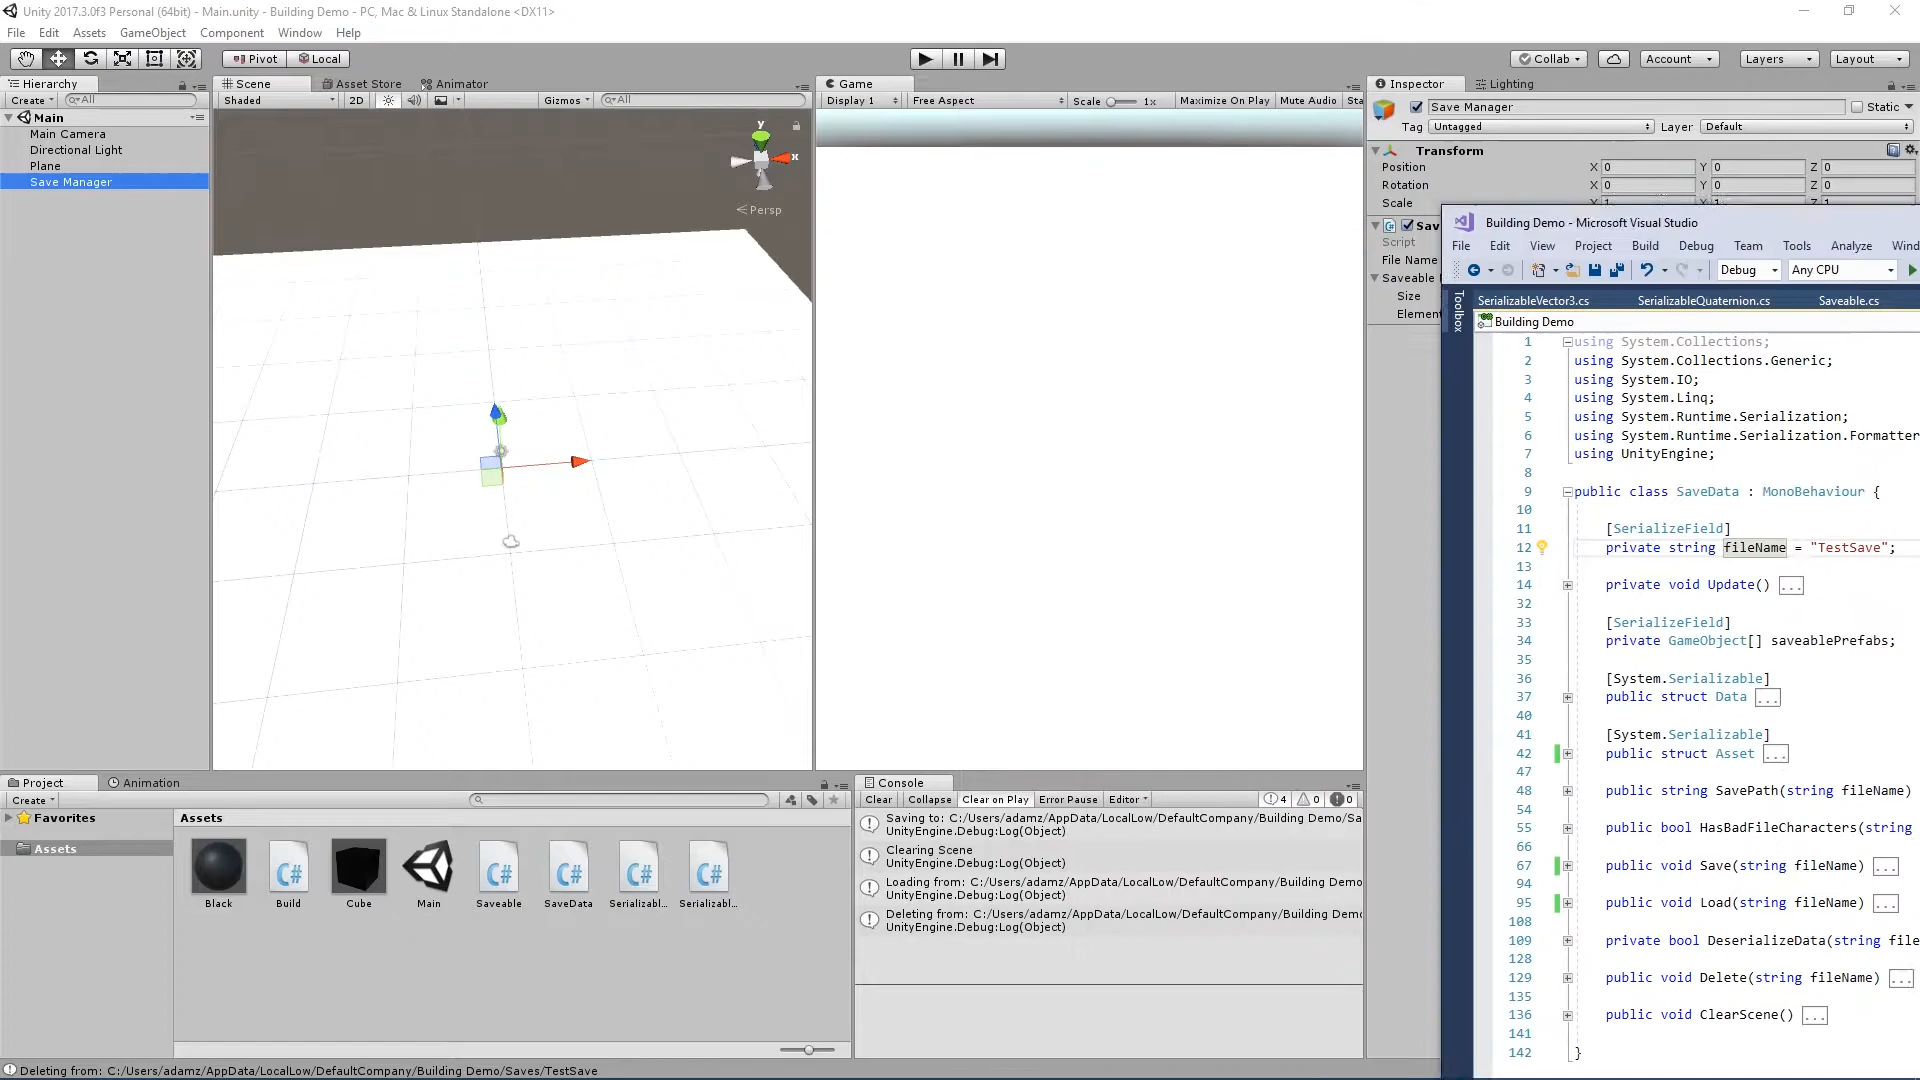 Unity 2017.3.0f3 Personal (64bit) - Main.unity - Building Demo - PC, Mac & Linux Standalone <DX11>
File Edit Assets GameObject Component Window Help
Pivot Local Collab Account Layers Layout
Hierarchy
Create All
Main
Main Camera
Directional Light
Plane
Save Manager
Scene Asset Store Animator
Shaded 2D Gizmos All
y
x
Persp
Game
Display 1 Free Aspect Scale 1x Maximize On Play Mute Audio Sta
Inspector Lighting
Save Manager Static
Tag Untagged Layer Default
Transform
Position X 0 Y 0 Z 0
Rotation X 0 Y 0 Z 0
Scale X 1 Y 1 Z 1
Sav
Script
File Name
Saveable
Size
Element
Building Demo - Microsoft Visual Studio
File Edit View Project Build Debug Team Tools Analyze Wind
Debug Any CPU
Toolbox
SerializableVector3.cs SerializableQuaternion.cs Saveable.cs
Building Demo
1 using System.Collections;
2 using System.Collections.Generic;
3 using System.IO;
4 using System.Linq;
5 using System.Runtime.Serialization;
6 using System.Runtime.Serialization.Formatter
7 using UnityEngine;
8
9 public class SaveData : MonoBehaviour {
10
11 [SerializeField]
12 private string fileName = "TestSave";
13
14 private void Update() ...
32
33 [SerializeField]
34 private GameObject[] saveablePrefabs;
35
36 [System.Serializable]
37 public struct Data ...
40
41 [System.Serializable]
42 public struct Asset ...
47
48 public string SavePath(string fileName)
54
55 public bool HasBadFileCharacters(string
66
67 public void Save(string fileName) ...
94
95 public void Load(string fileName) ...
108
109 private bool DeserializeData(string file
128
129 public void Delete(string fileName) ...
135
136 public void ClearScene() ...
141
142 }
Project Animation
Create
Favorites
Assets
Assets
Black Build Cube Main Saveable SaveData Serializabl... Serializabl...
Console
Clear Collapse Clear on Play Error Pause Editor 4 0 0
Saving to: C:/Users/adamz/AppData/LocalLow/DefaultCompany/Building Demo/Sa
UnityEngine.Debug:Log(Object)
Clearing Scene
UnityEngine.Debug:Log(Object)
Loading from: C:/Users/adamz/AppData/LocalLow/DefaultCompany/Building Demo
UnityEngine.Debug:Log(Object)
Deleting from: C:/Users/adamz/AppData/LocalLow/DefaultCompany/Building Demo
UnityEngine.Debug:Log(Object)
Deleting from: C:/Users/adamz/AppData/LocalLow/DefaultCompany/Building Demo/Saves/TestSave